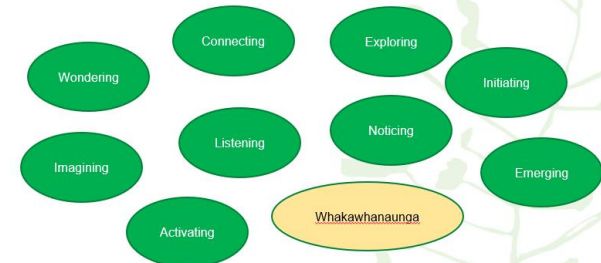 Connecting
Exploring
Wondering
Initiating
Listening
Noticing
Imagining
Emerging
Activating
Whakawhanaunga